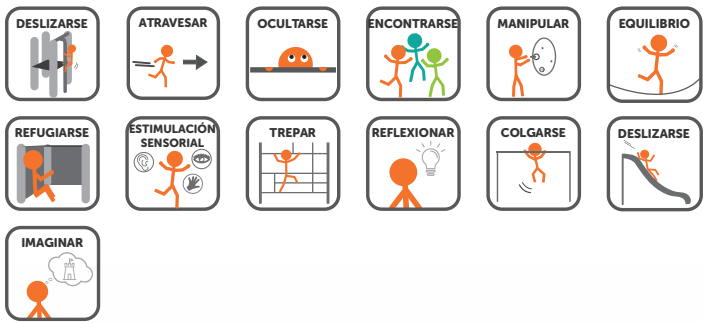 DESLIZARSE
ATRAVESAR
OCULTARSE
ENCONTRARSE
MANIPULAR
EQUILIBRIO
REFUGIARSE
ESTIMULACIÓN
SENSORIAL
TREPAR
REFLEXIONAR
COLGARSE
DESLIZARSE
IMAGINAR